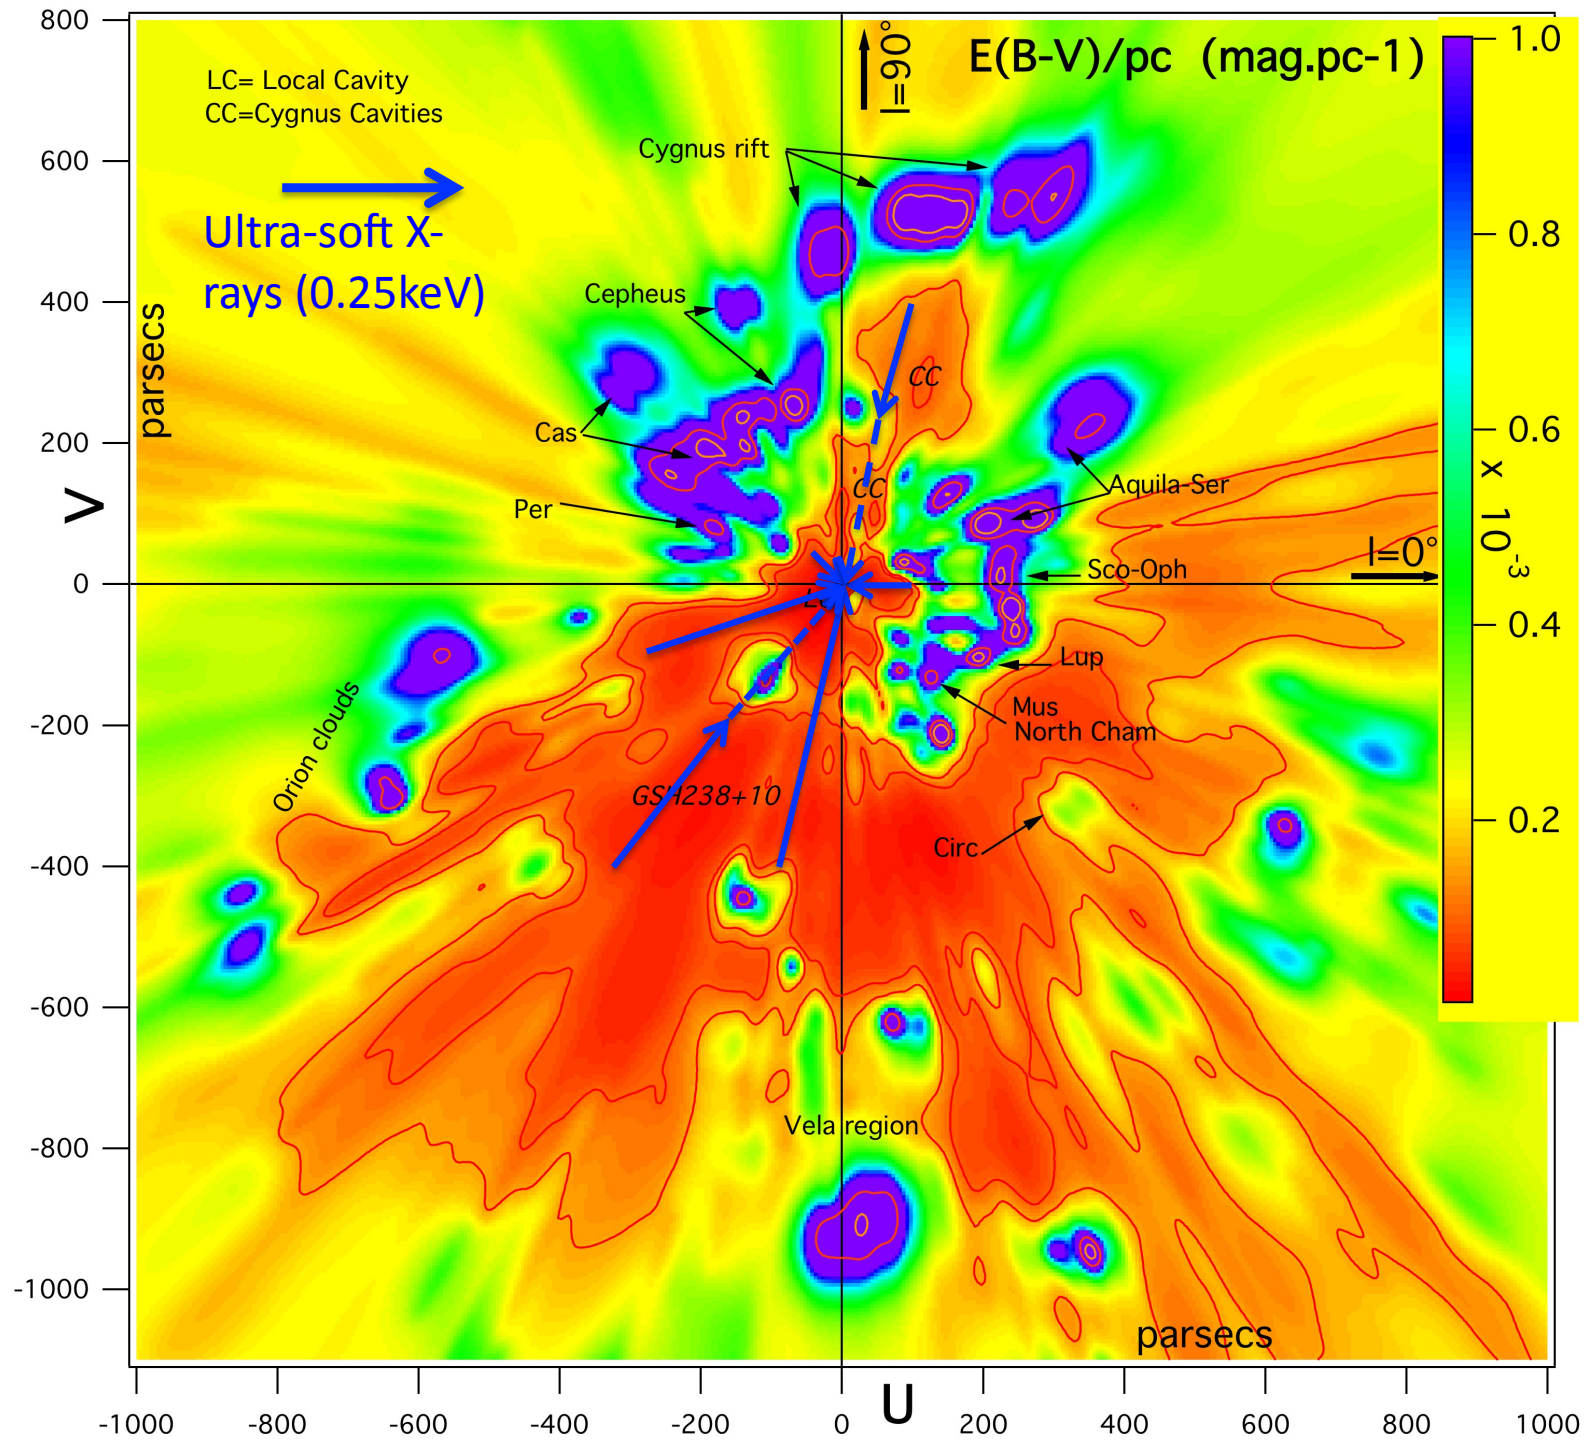 800
600
400
200
0
-200
-400
-600
-800
-1000
parsecs
V
LC= Local Cavity
CC=Cygnus Cavities
Ultra-soft X-
rays (0.25keV)
l=90°
E(B-V)/pc (mag.pc-1)
1.0
0.8
0.6
0.4
0.2
x 10-3
Cygnus rift
Cepheus
CC
Cas
Aquila-Ser
CC
Per
l=0°
Sco-Oph
LC
Lup
Mus
North Cham
Orion clouds
GSH238+10
Circ
Vela region
parsecs
U
-1000 -800 -600 -400 -200 0 200 400 600 800 1000